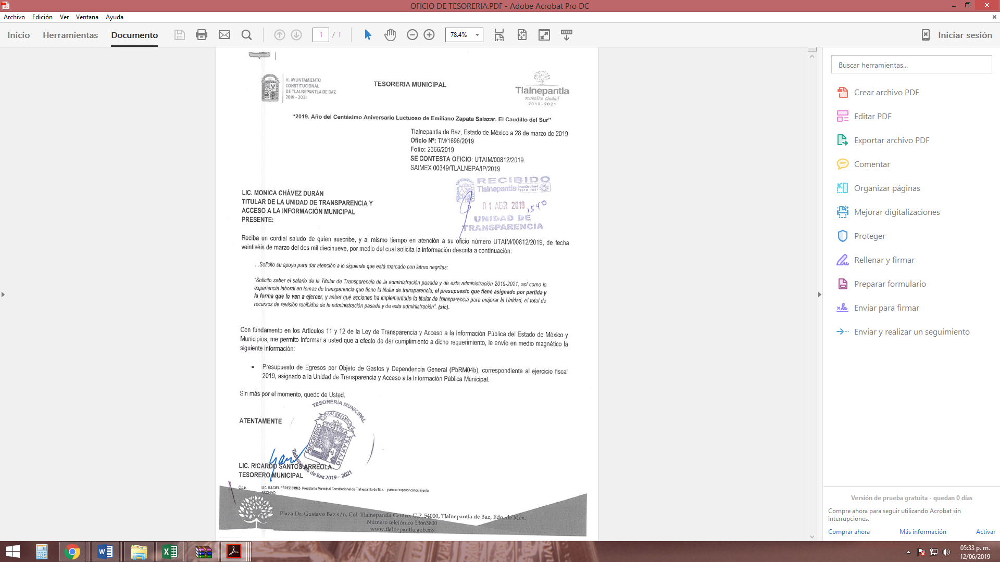 OFICIO DE TESORERIA.PDF - Adobe Acrobat Pro DC
Archivo Edición Ver Ventana Ayuda
Inicio Herramientas Documento 1 / 1 78.4% Iniciar sesión
H. AYUNTAMIENTO
CONSTITUCIONAL
DE TLALNEPANTLA DE BAZ
2019 - 2021
TESORERIA MUNICIPAL
Tlalnepantla
nuestra ciudad
2019 - 2021
“2019. Año del Centésimo Aniversario Luctuoso de Emiliano Zapata Salazar. El Caudillo del Sur”
Tlalnepantla de Baz, Estado de México a 28 de marzo de 2019
Oficio Nº: TM/1696/2019
Folio: 2366/2019
SE CONTESTA OFICIO: UTAIM/00812/2019.
SAIMEX 00349/TLALNEPA/IP/2019
RECIBIDO
Tlalnepantla nuestra ciudad 2019 2021
01 ABR 2019 1540
UNIDAD DE
TRANSPARENCIA
LIC. MONICA CHÁVEZ DURÁN
TITULAR DE LA UNIDAD DE TRANSPARENCIA Y
ACCESO A LA INFORMACIÓN MUNICIPAL
PRESENTE:
Reciba un cordial saludo de quien suscribe, y al mismo tiempo en atención a su oficio número UTAIM/00812/2019, de fecha
veintiséis de marzo del dos mil diecinueve, por medio del cual solicita la información descrita a continuación:
...Solicito su apoyo para dar atención a lo siguiente que está marcado con letras negritas:
“Solicito saber el salario de la Titular de Transparencia de la administración pasada y de esta administración 2019-2021, así como la
experiencia laboral en temas de transparencia que tiene la titular de transparencia, el presupuesto que tiene asignado por partida y
la forma que lo van a ejercer, y saber qué acciones ha implementado la titular de transparencia para mejorar la Unidad, el total de
recursos de revisión recibidos de la administración pasada y de esta administración”. (sic).
Con fundamento en los Artículos 11 y 12 de la Ley de Transparencia y Acceso a la Información Pública del Estado de México y
Municipios, me permito informar a usted que a efecto de dar cumplimiento a dicho requerimiento, le envío en medio magnético la
siguiente información:
• Presupuesto de Egresos por Objeto de Gastos y Dependencia General (PbRM04b), correspondiente al ejercicio fiscal
2019, asignado a la Unidad de Transparencia y Acceso a la Información Pública Municipal.
Sin más por el momento, quedo de Usted.
TESORERÍA MUNICIPAL
TLALNEPANTLA
CULTURA
PROGRESO
TRABAJO
Tlalnepantla de Baz 2019 - 2021
ATENTAMENTE
LIC. RICARDO SANTOS ARREOLA
TESORERO MUNICIPAL
C.c.p. LIC. RACIEL PÉREZ CRUZ- Presidente Municipal Constitucional de Tlalnepantla de Baz. - para su superior conocimiento.
ARCHIVO
Plaza Dr. Gustavo Baz s/n, Col. Tlalnepantla Centro, C.P. 54000, Tlalnepantla de Baz, Edo. de Méx.
Número telefónico 53663800
www.tlalnepantla.gob.mx
Buscar herramientas...
Crear archivo PDF
Editar PDF
Exportar archivo PDF
Comentar
Organizar páginas
Mejorar digitalizaciones
Proteger
Rellenar y firmar
Preparar formulario
Enviar para firmar
Enviar y realizar un seguimiento
Versión de prueba gratuita - quedan 0 días
Compre ahora para seguir utilizando Acrobat sin
interrupciones.
Comprar ahora Más información Activar
05:33 p. m.
12/06/2019